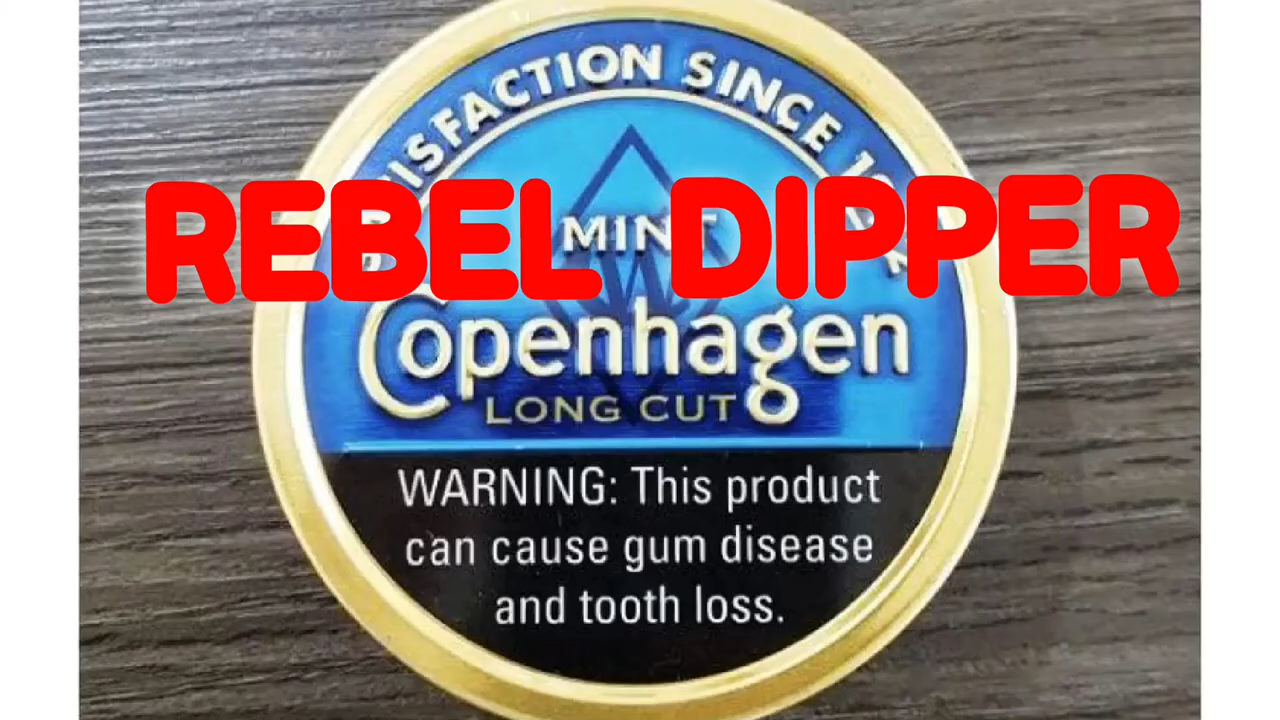 SATISFACTION SINCE
REBEL DIPPER
MINT
Copenhagen
LONG CUT
WARNING: This product
can cause gum disease
and tooth loss.